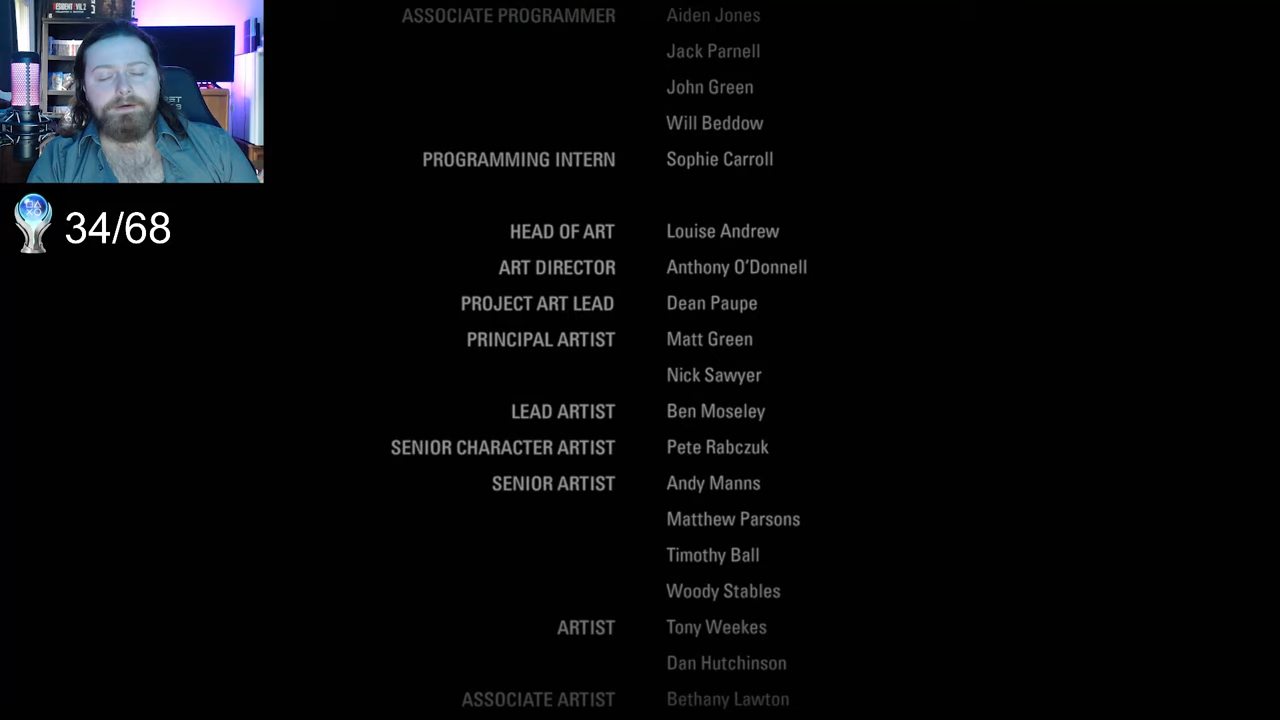 ASSOCIATE PROGRAMMER Aiden Jones
Jack Parnell
John Green
Will Beddow
PROGRAMMING INTERN Sophie Carroll
HEAD OF ART Louise Andrew
ART DIRECTOR Anthony O’Donnell
PROJECT ART LEAD Dean Paupe
PRINCIPAL ARTIST Matt Green
Nick Sawyer
LEAD ARTIST Ben Moseley
SENIOR CHARACTER ARTIST Pete Rabczuk
SENIOR ARTIST Andy Manns
Matthew Parsons
Timothy Ball
Woody Stables
ARTIST Tony Weekes
Dan Hutchinson
ASSOCIATE ARTIST Bethany Lawton
34/68